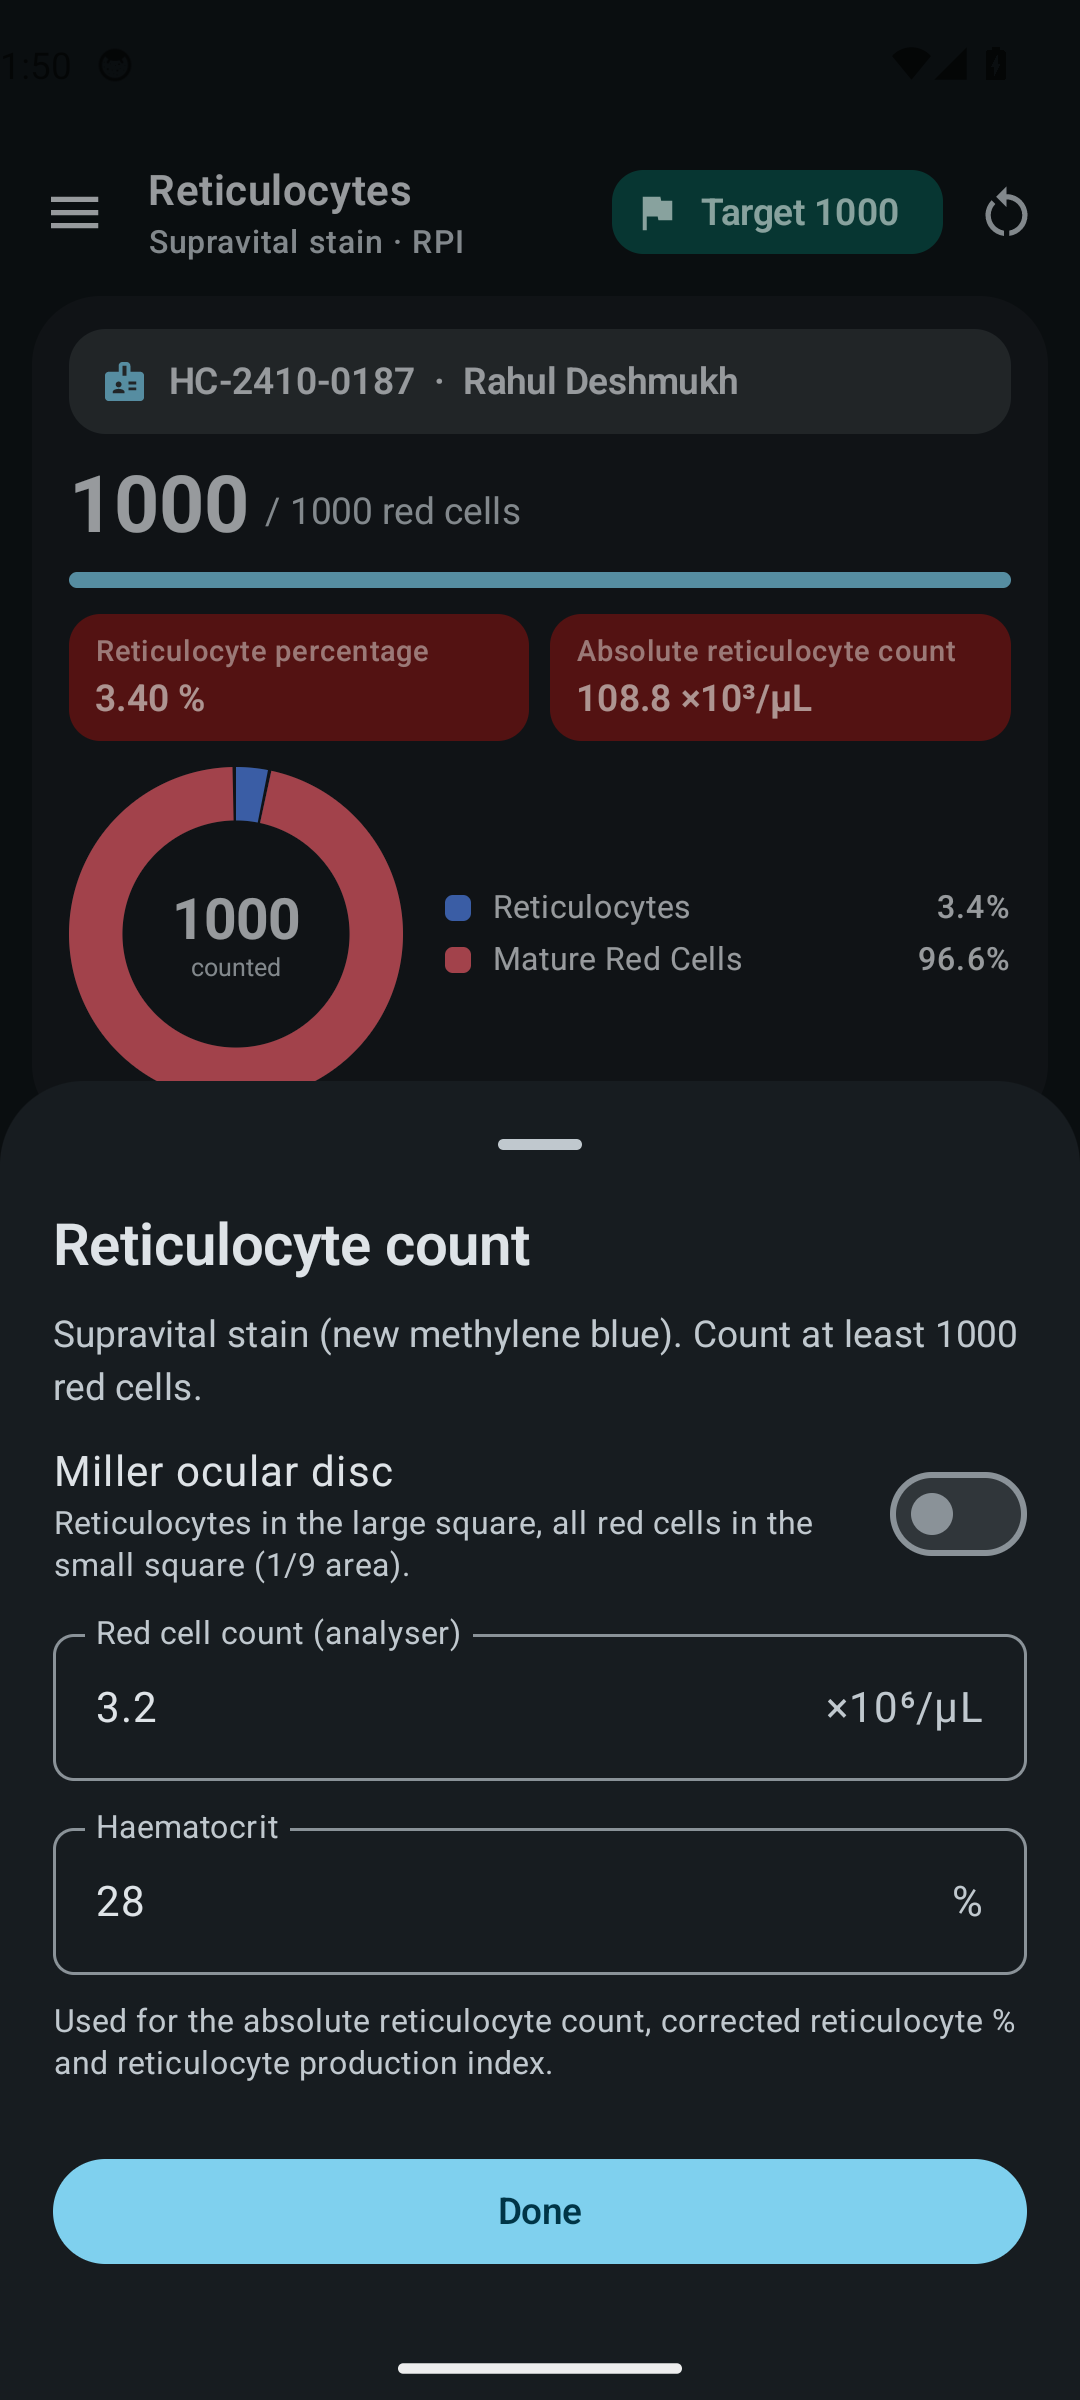 1:50
Reticulocytes
Supravital stain · RPI
Target 1000
HC-2410-0187 · Rahul Deshmukh
1000 / 1000 red cells
Reticulocyte percentage
3.40 %
Absolute reticulocyte count
108.8 ×10³/µL
1000
counted
Reticulocytes 3.4%
Mature Red Cells 96.6%
Reticulocyte count
Supravital stain (new methylene blue). Count at least 1000
red cells.
Miller ocular disc
Reticulocytes in the large square, all red cells in the
small square (1/9 area).
Red cell count (analyser)
3.2 ×10⁶/µL
Haematocrit
28 %
Used for the absolute reticulocyte count, corrected reticulocyte %
and reticulocyte production index.
Done